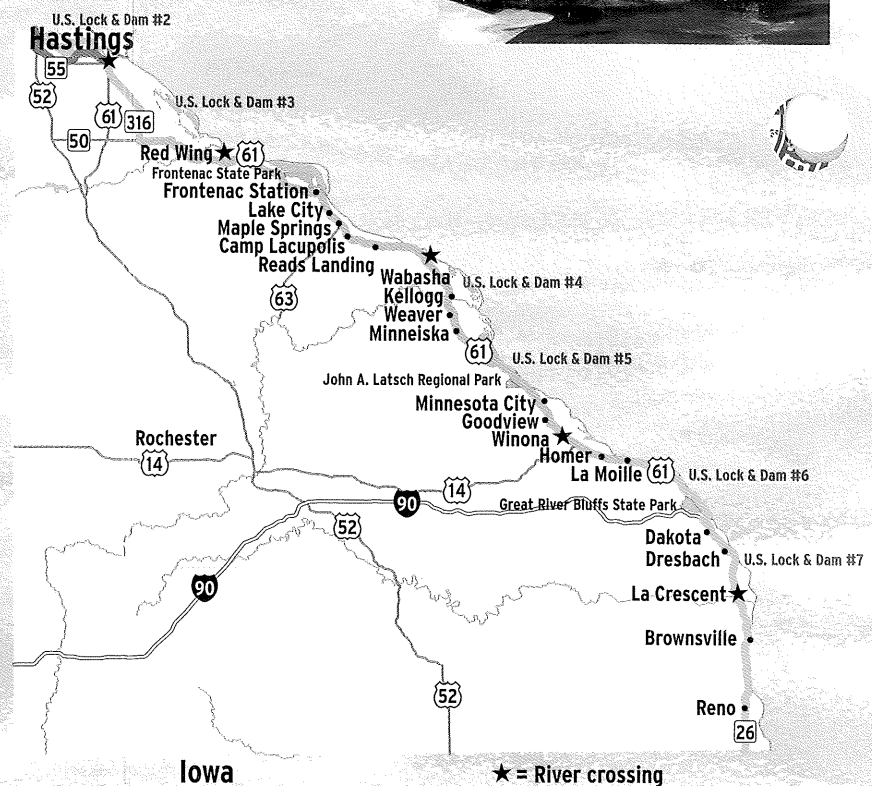 U.S. Lock & Dam #2
Hastings
55
52
61
316
U.S. Lock & Dam #3
50
Red Wing
61
Frontenac State Park
Frontenac Station
Lake City
Maple Springs
Camp Lacupolis
Reads Landing
63
Wabasha
U.S. Lock & Dam #4
Kellogg
Weaver
Minneiska
61
U.S. Lock & Dam #5
John A. Latsch Regional Park
Minnesota City
Goodview
Winona
Homer
La Moille
61
U.S. Lock & Dam #6
Rochester
14
14
90
Great River Bluffs State Park
52
Dakota
Dresbach
U.S. Lock & Dam #7
90
La Crescent
Brownsville
52
Reno
26
Iowa
★ = River crossing